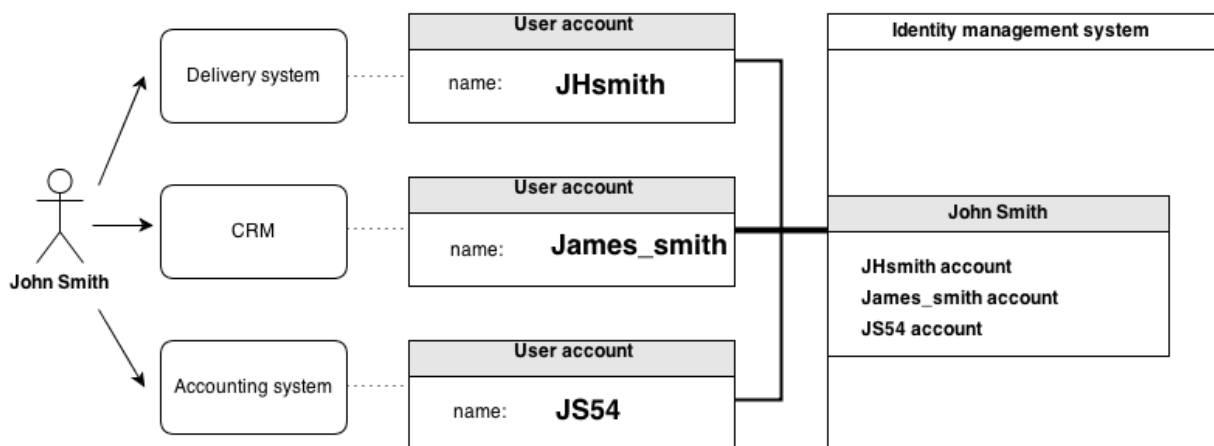 User account
Identity management system
Delivery system
name: JHsmith
User account
John Smith
CRM
name: James_smith
John Smith
JHsmith account
James_smith account
JS54 account
User account
Accounting system
name: JS54